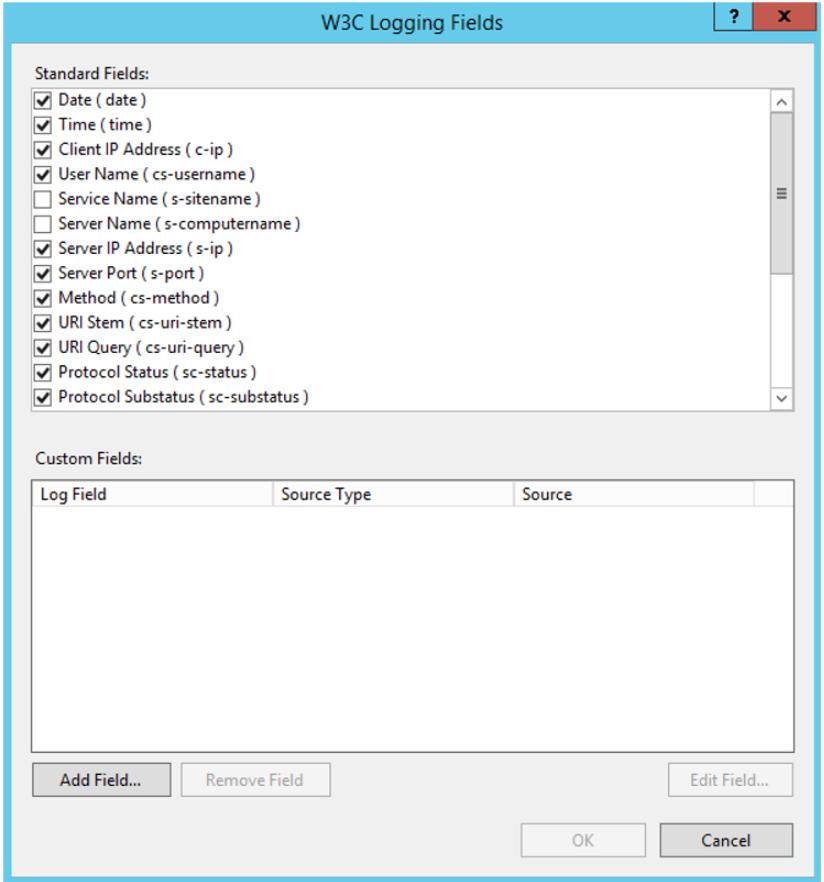 W3C Logging Fields
?
x
Standard Fields:
Date ( date )
Time ( time )
Client IP Address ( c-ip )
User Name ( cs-username )
Service Name ( s-sitename )
Server Name ( s-computername )
Server IP Address ( s-ip )
Server Port ( s-port )
Method ( cs-method )
URI Stem ( cs-uri-stem )
URI Query ( cs-uri-query )
Protocol Status ( sc-status )
Protocol Substatus ( sc-substatus )
Custom Fields:
Log Field Source Type Source
Add Field... Remove Field Edit Field...
OK Cancel